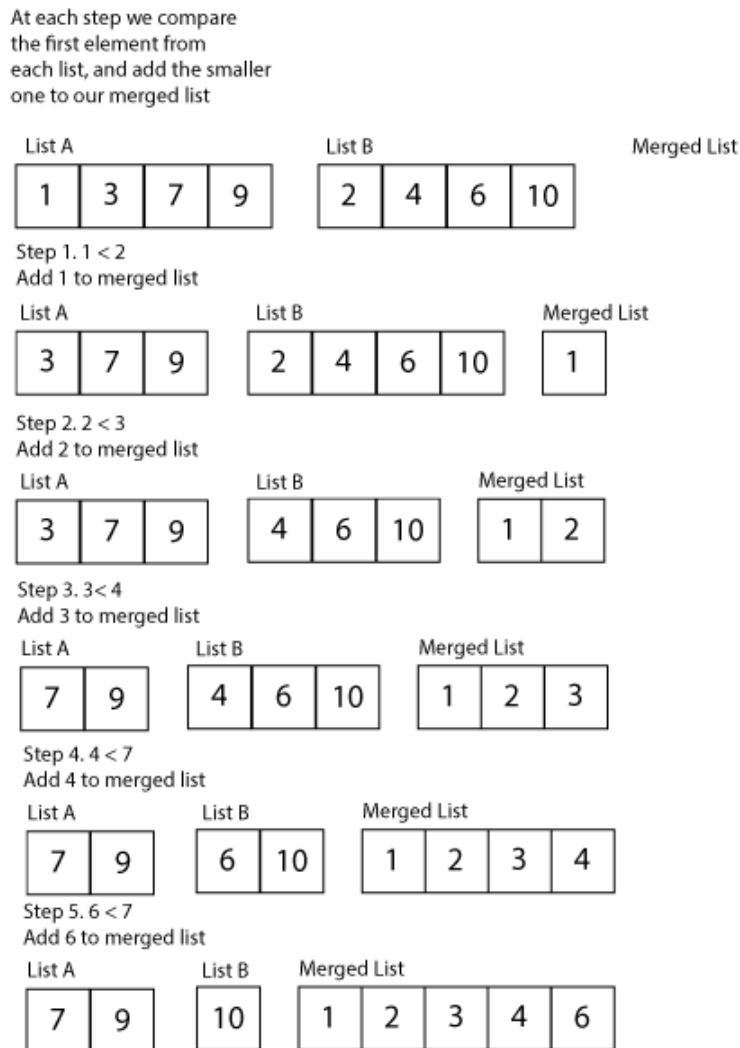 At each step we compare
the first element from
each list, and add the smaller
one to our merged list
List A List B Merged List
1 3 7 9 2 4 6 10
Step 1. 1 < 2
Add 1 to merged list
List A List B Merged List
3 7 9 2 4 6 10 1
Step 2. 2 < 3
Add 2 to merged list
List A List B Merged List
3 7 9 4 6 10 1 2
Step 3. 3< 4
Add 3 to merged list
List A List B Merged List
7 9 4 6 10 1 2 3
Step 4. 4 < 7
Add 4 to merged list
List A List B Merged List
7 9 6 10 1 2 3 4
Step 5. 6 < 7
Add 6 to merged list
List A List B Merged List
7 9 10 1 2 3 4 6